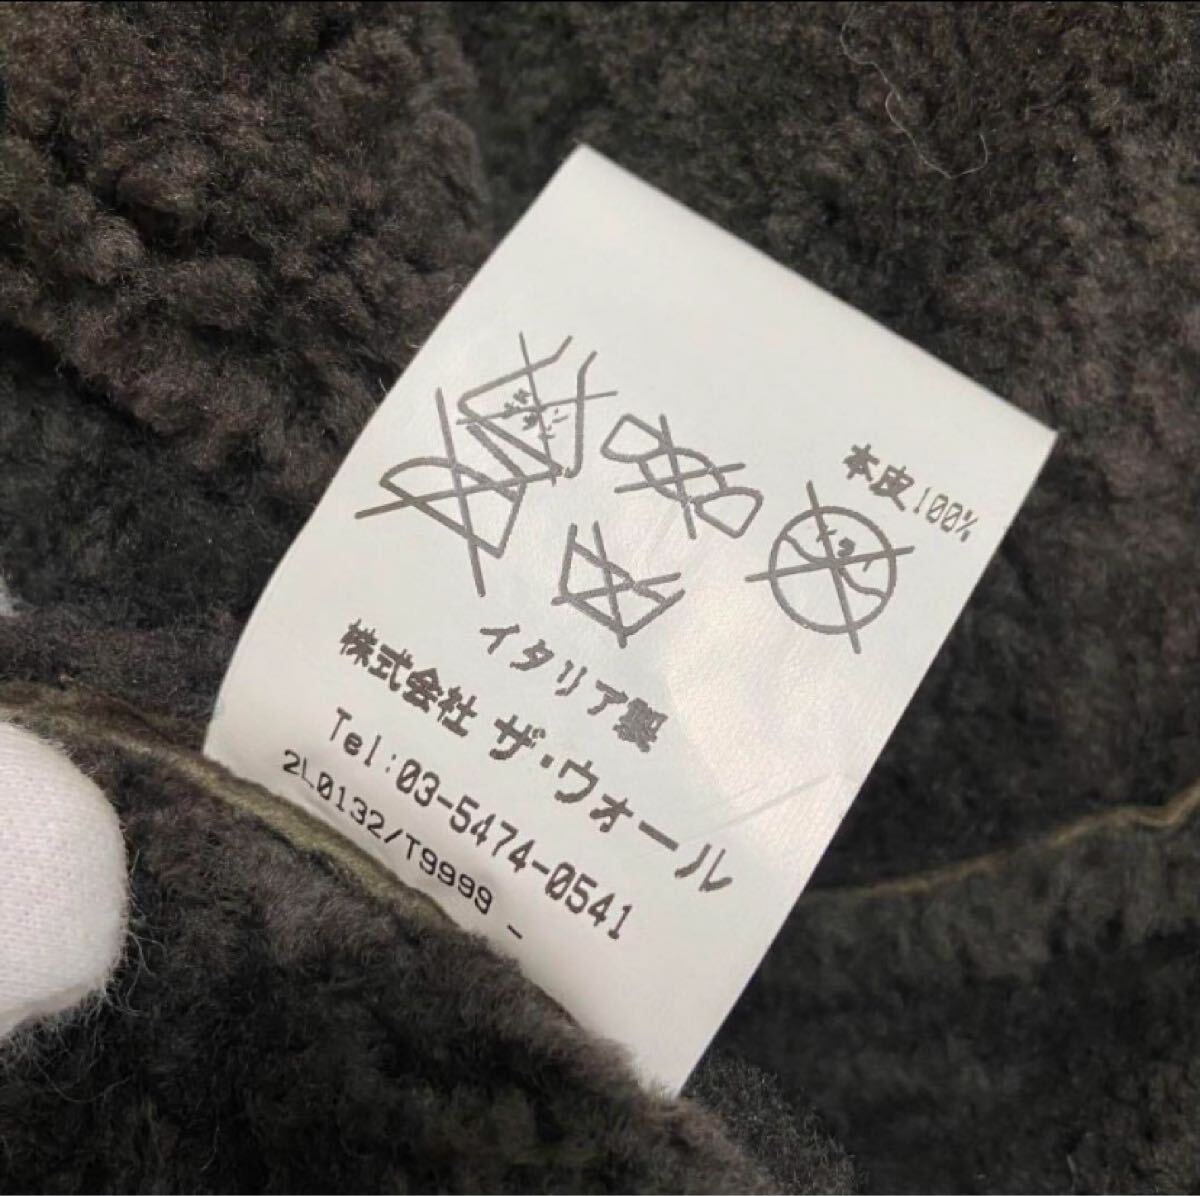 本皮100%
イタリア製
株式会社 ザ・ウォール
Tel:03-5474-0541
2L0132/T9999 -